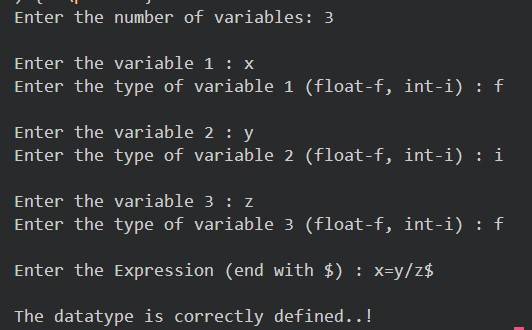 Enter the number of variables: 3
Enter the variable 1 : x
Enter the type of variable 1 (float-f, int-i) : f
Enter the variable 2 : y
Enter the type of variable 2 (float-f, int-i) : i
Enter the variable 3 : z
Enter the type of variable 3 (float-f, int-i) : f
Enter the Expression (end with $) : x=y/z$
The datatype is correctly defined..!